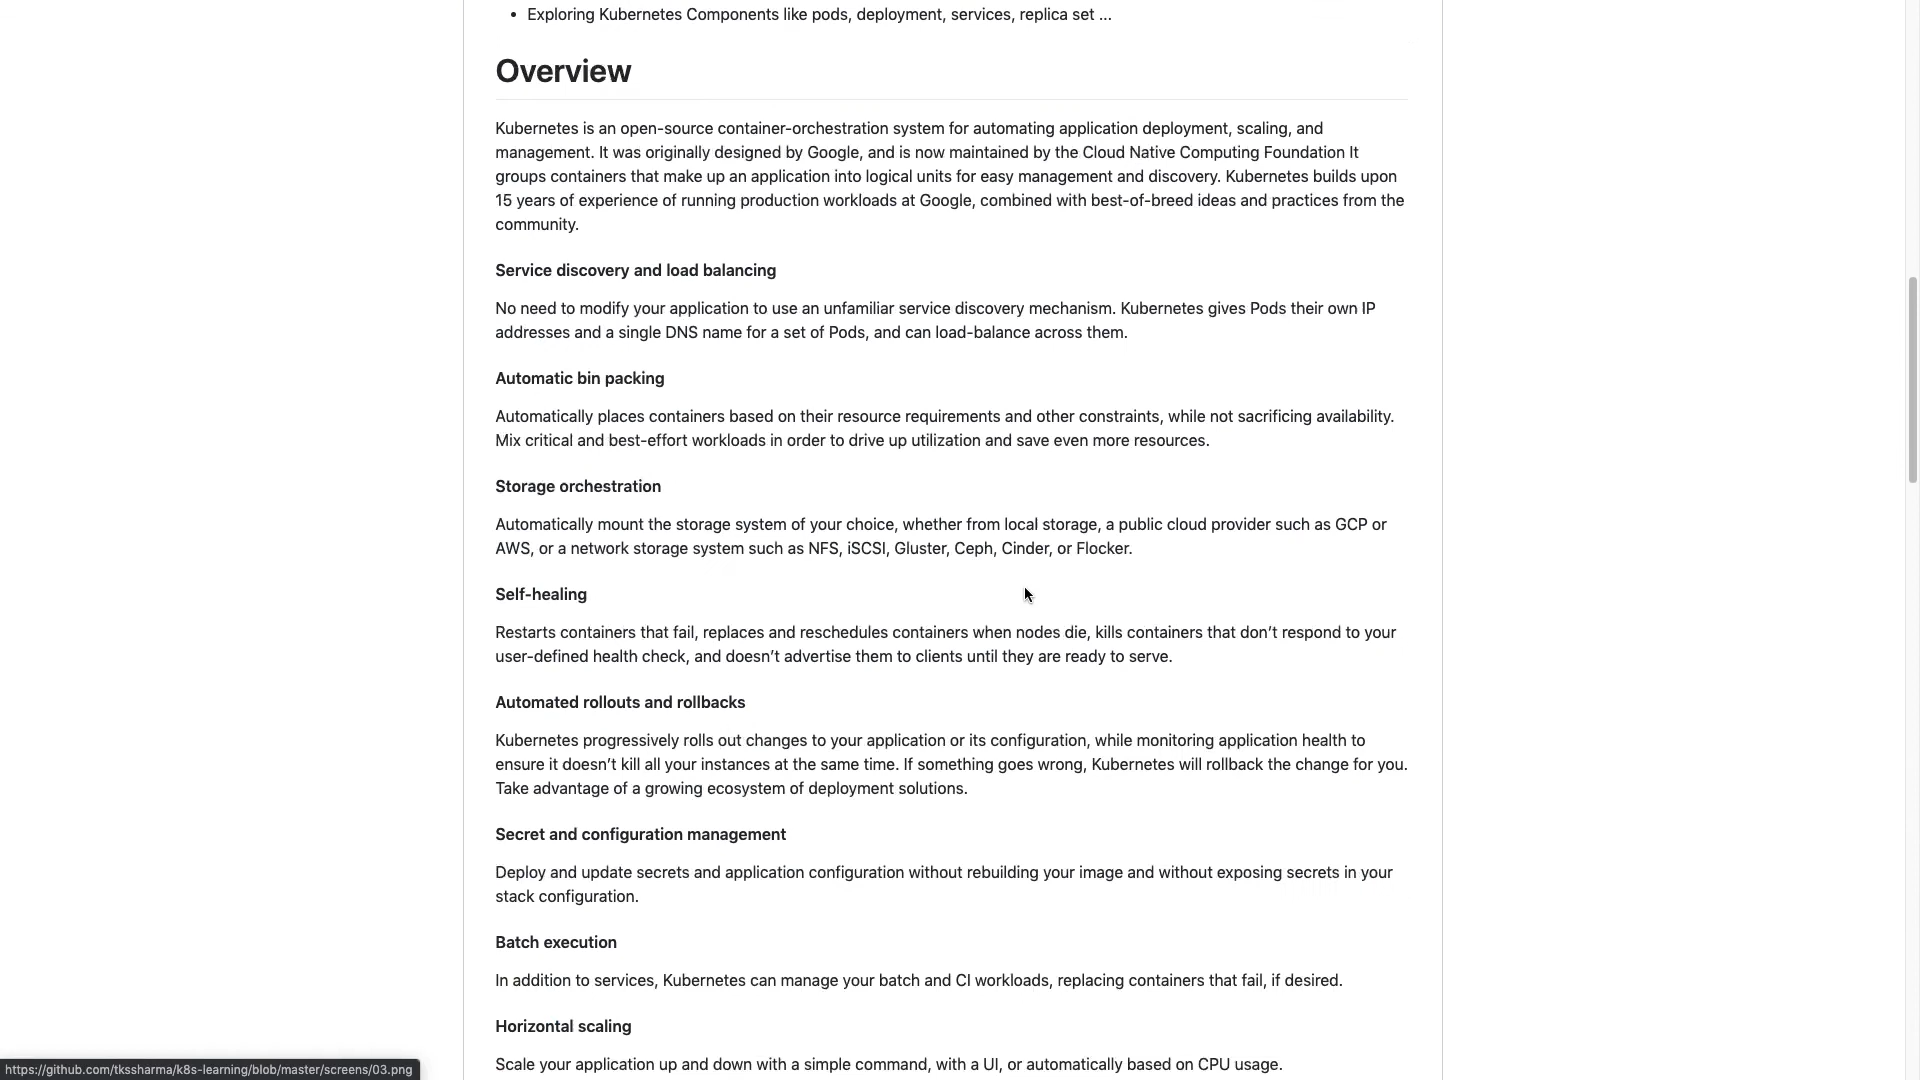 • Exploring Kubernetes Components like pods, deployment, services, replica set ...
Overview
Kubernetes is an open-source container-orchestration system for automating application deployment, scaling, and
management. It was originally designed by Google, and is now maintained by the Cloud Native Computing Foundation It
groups containers that make up an application into logical units for easy management and discovery. Kubernetes builds upon
15 years of experience of running production workloads at Google, combined with best-of-breed ideas and practices from the
community.
Service discovery and load balancing
No need to modify your application to use an unfamiliar service discovery mechanism. Kubernetes gives Pods their own IP
addresses and a single DNS name for a set of Pods, and can load-balance across them.
Automatic bin packing
Automatically places containers based on their resource requirements and other constraints, while not sacrificing availability.
Mix critical and best-effort workloads in order to drive up utilization and save even more resources.
Storage orchestration
Automatically mount the storage system of your choice, whether from local storage, a public cloud provider such as GCP or
AWS, or a network storage system such as NFS, iSCSI, Gluster, Ceph, Cinder, or Flocker.
Self-healing
Restarts containers that fail, replaces and reschedules containers when nodes die, kills containers that don’t respond to your
user-defined health check, and doesn’t advertise them to clients until they are ready to serve.
Automated rollouts and rollbacks
Kubernetes progressively rolls out changes to your application or its configuration, while monitoring application health to
ensure it doesn’t kill all your instances at the same time. If something goes wrong, Kubernetes will rollback the change for you.
Take advantage of a growing ecosystem of deployment solutions.
Secret and configuration management
Deploy and update secrets and application configuration without rebuilding your image and without exposing secrets in your
stack configuration.
Batch execution
In addition to services, Kubernetes can manage your batch and CI workloads, replacing containers that fail, if desired.
Horizontal scaling
Scale your application up and down with a simple command, with a UI, or automatically based on CPU usage.
https://github.com/tkssharma/k8s-learning/blob/master/screens/03.png